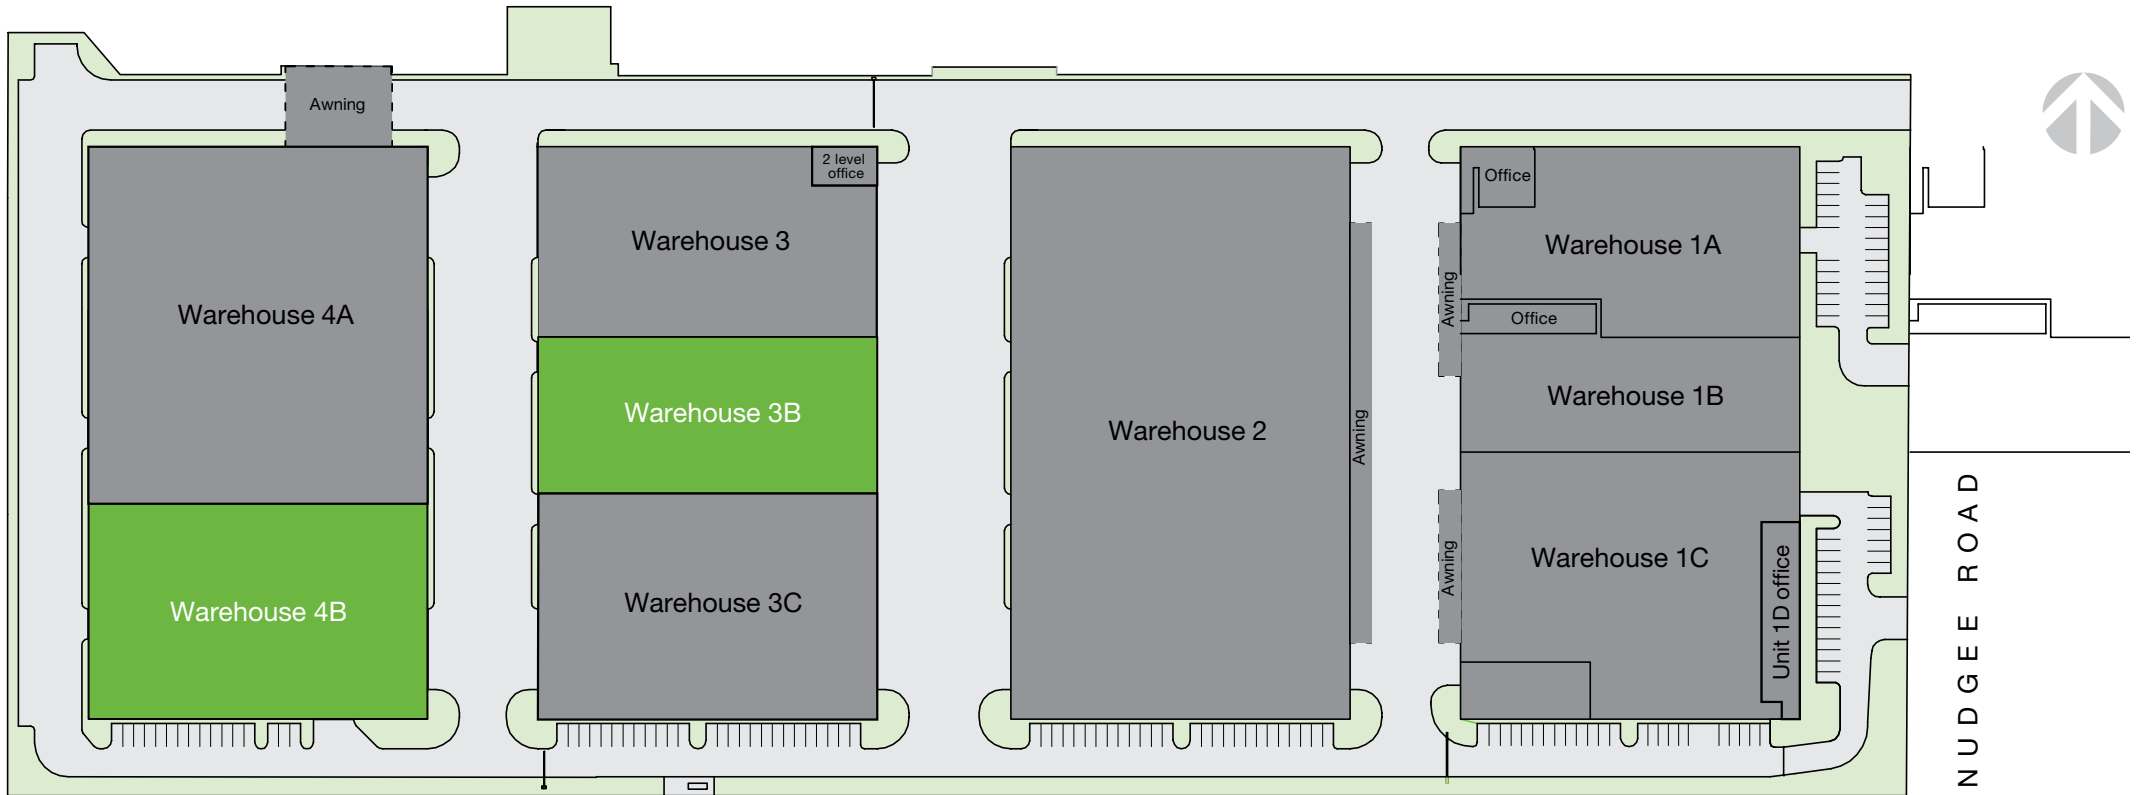 Awning
2 level
office
Office
Warehouse 3
Warehouse 1A
Awning
Warehouse 4A
Office
Warehouse 3B
Warehouse 1B
Warehouse 2
Awning
Awning
Warehouse 1C
Unit 1D office
Warehouse 4B
Warehouse 3C
NUDGEE ROAD